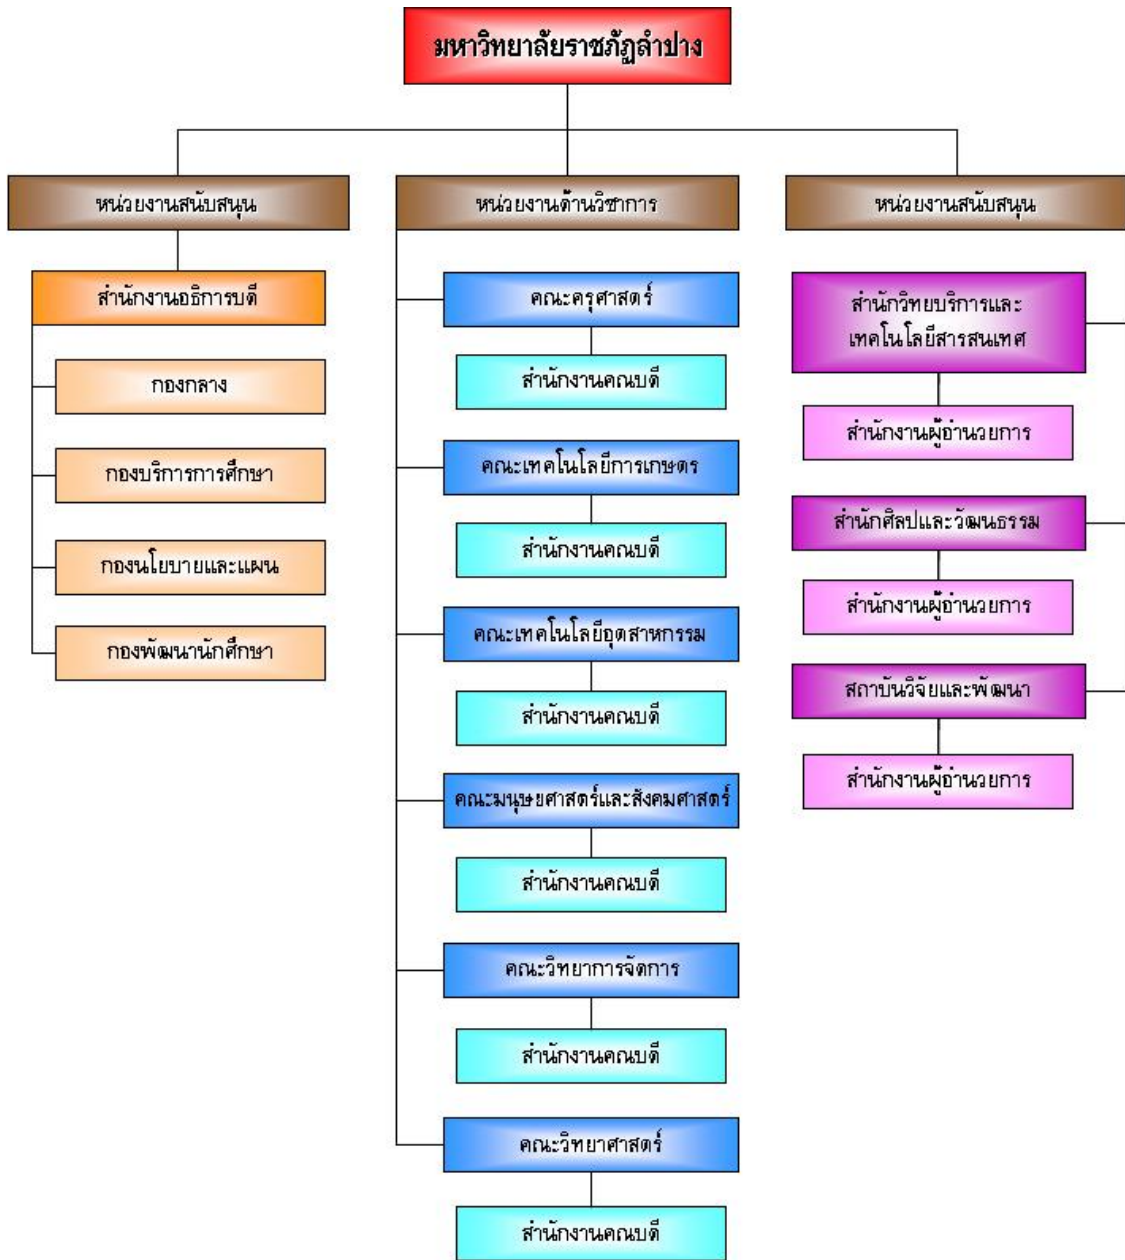 มหาวิทยาลัยราชภัฏลำปาง
หน่วยงานสนับสนุน
สำนักงานอธิการบดี
กองกลาง
กองบริการการศึกษา
กองนโยบายและแผน
กองพัฒนานักศึกษา
หน่วยงานด้านวิชาการ
คณะครุศาสตร์
สำนักงานคณบดี
คณะเทคโนโลยีการเกษตร
สำนักงานคณบดี
คณะเทคโนโลยีอุตสาหกรรม
สำนักงานคณบดี
คณะมนุษยศาสตร์และสังคมศาสตร์
สำนักงานคณบดี
คณะวิทยาการจัดการ
สำนักงานคณบดี
คณะวิทยาศาสตร์
สำนักงานคณบดี
หน่วยงานสนับสนุน
สำนักวิทยบริการและ
เทคโนโลยีสารสนเทศ
สำนักงานผู้อำนวยการ
สำนักศิลปและวัฒนธรรม
สำนักงานผู้อำนวยการ
สถาบันวิจัยและพัฒนา
สำนักงานผู้อำนวยการ